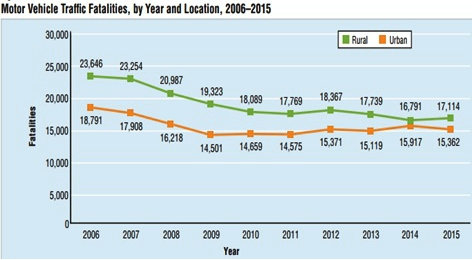 Motor Vehicle Traffic Fatalities, by Year and Location, 2006–2015
Rural Urban
30,000
25,000
20,000
15,000
10,000
5,000
0
Fatalities
23,646 23,254 20,987 19,323 18,089 17,769 18,367 17,739 16,791 17,114
18,791 17,908 16,218 14,501 14,659 14,575 15,371 15,119 15,917 15,362
2006 2007 2008 2009 2010 2011 2012 2013 2014 2015
Year